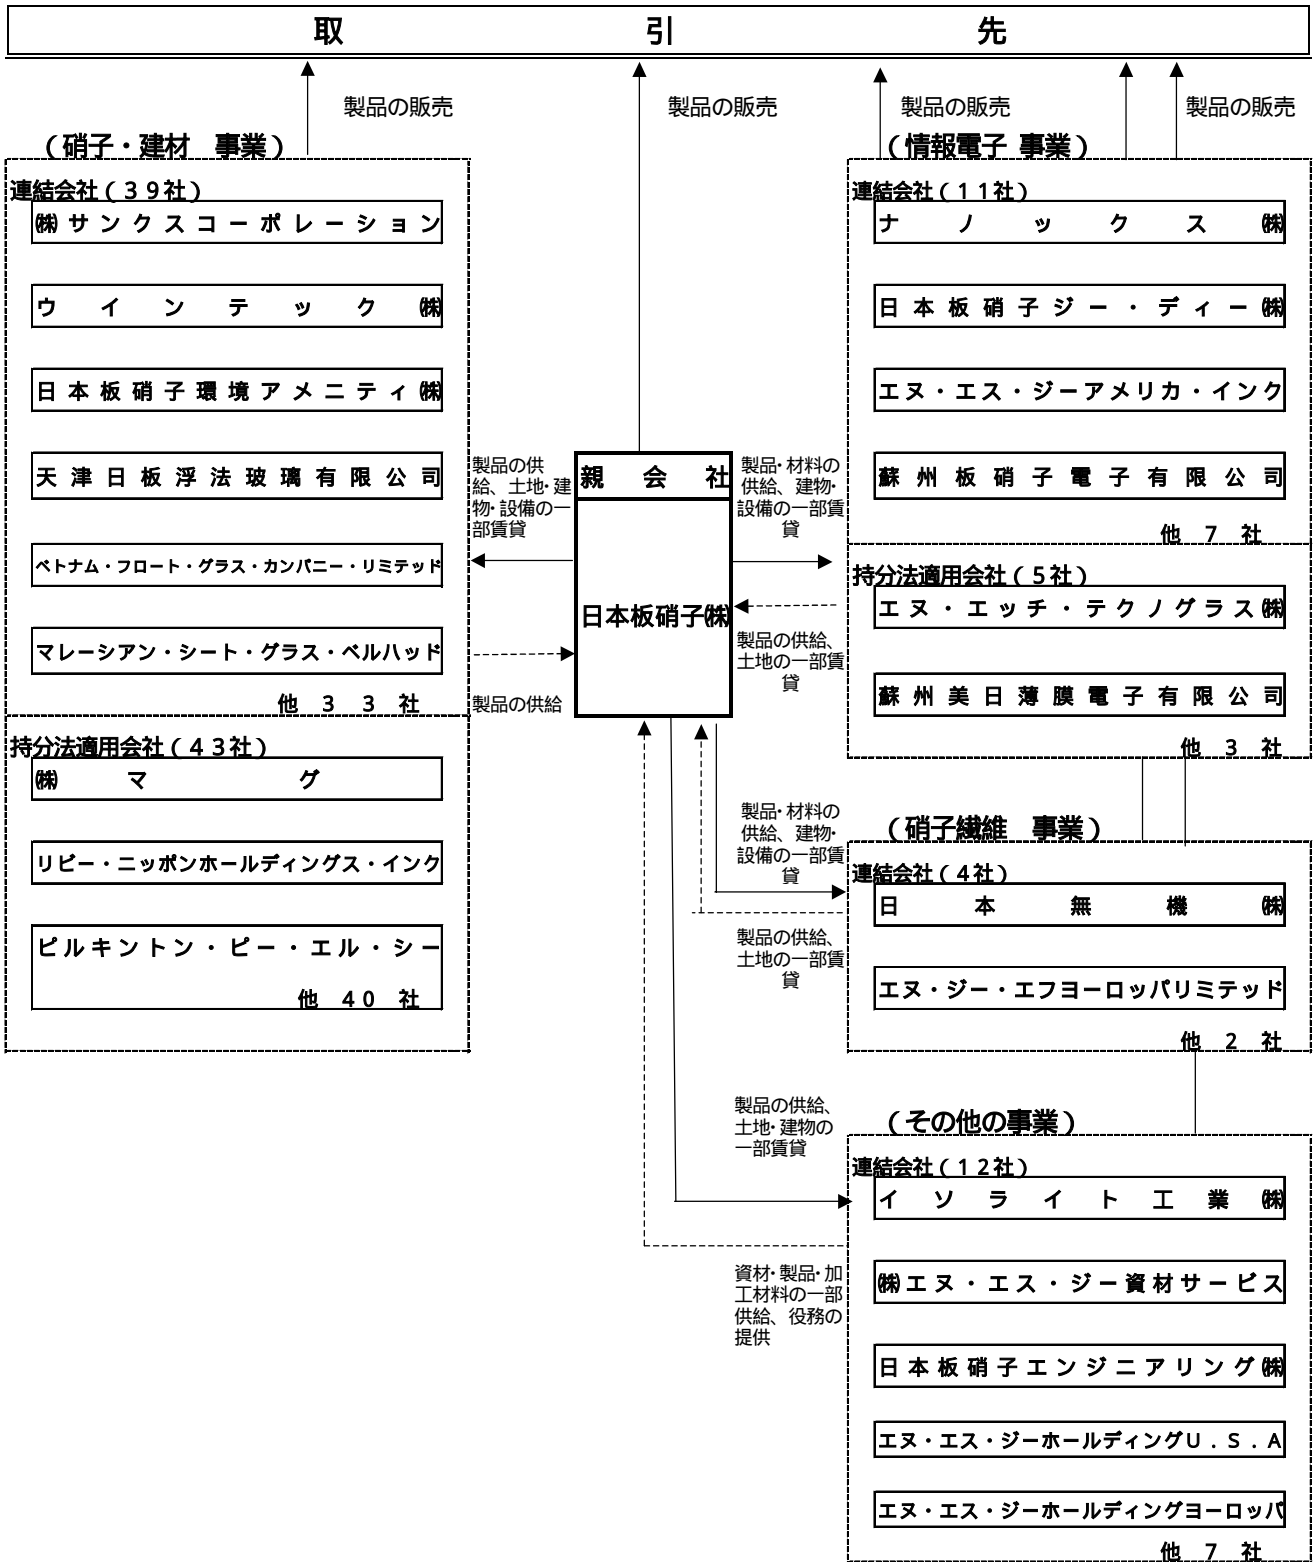 取引先
製品の販売
製品の販売
製品の販売
製品の販売
（硝子・建材　事業）
連結会社（３９社）
㈱サンクスコーポレーション
ウインテック㈱
日本板硝子環境アメニティ㈱
天津日板浮法玻璃有限公司
ベトナム・フロート・グラス・カンパニー・リミテッド
マレーシアン・シート・グラス・ベルハッド
他３３社
持分法適用会社（４３社）
㈱マグ
リビー・ニッポンホールディングス・インク
ピルキントン・ピー・エル・シー
他40社
製品の供
給、土地･建
物･設備の一
部賃貸
製品の供給
親会社
日本板硝子㈱
製品･材料の
供給、建物･
設備の一部賃
貸
製品の供給、
土地の一部賃
貸
（情報電子 事業）
連結会社（１１社）
ナノックス㈱
日本板硝子ジー・ディー㈱
エヌ・エス・ジーアメリカ・インク
蘇州板硝子電子有限公司
他７社
持分法適用会社（５社）
エヌ・エッチ・テクノグラス㈱
蘇州美日薄膜電子有限公司
他３社
製品･材料の
供給、建物･
設備の一部賃
貸
製品の供給、
土地の一部賃
貸
（硝子繊維　事業）
連結会社（４社）
日本無機㈱
エヌ・ジー・エフヨーロッパリミテッド
他２社
製品の供給、
土地･建物の
一部賃貸
資材･製品･加
工材料の一部
供給、役務の
提供
（その他の事業）
連結会社（１２社）
イソライト工業㈱
㈱エヌ・エス・ジー資材サービス
日本板硝子エンジニアリング㈱
エヌ・エス・ジーホールディングＵ．Ｓ．Ａ
エヌ・エス・ジーホールディングヨーロッパ
他７社